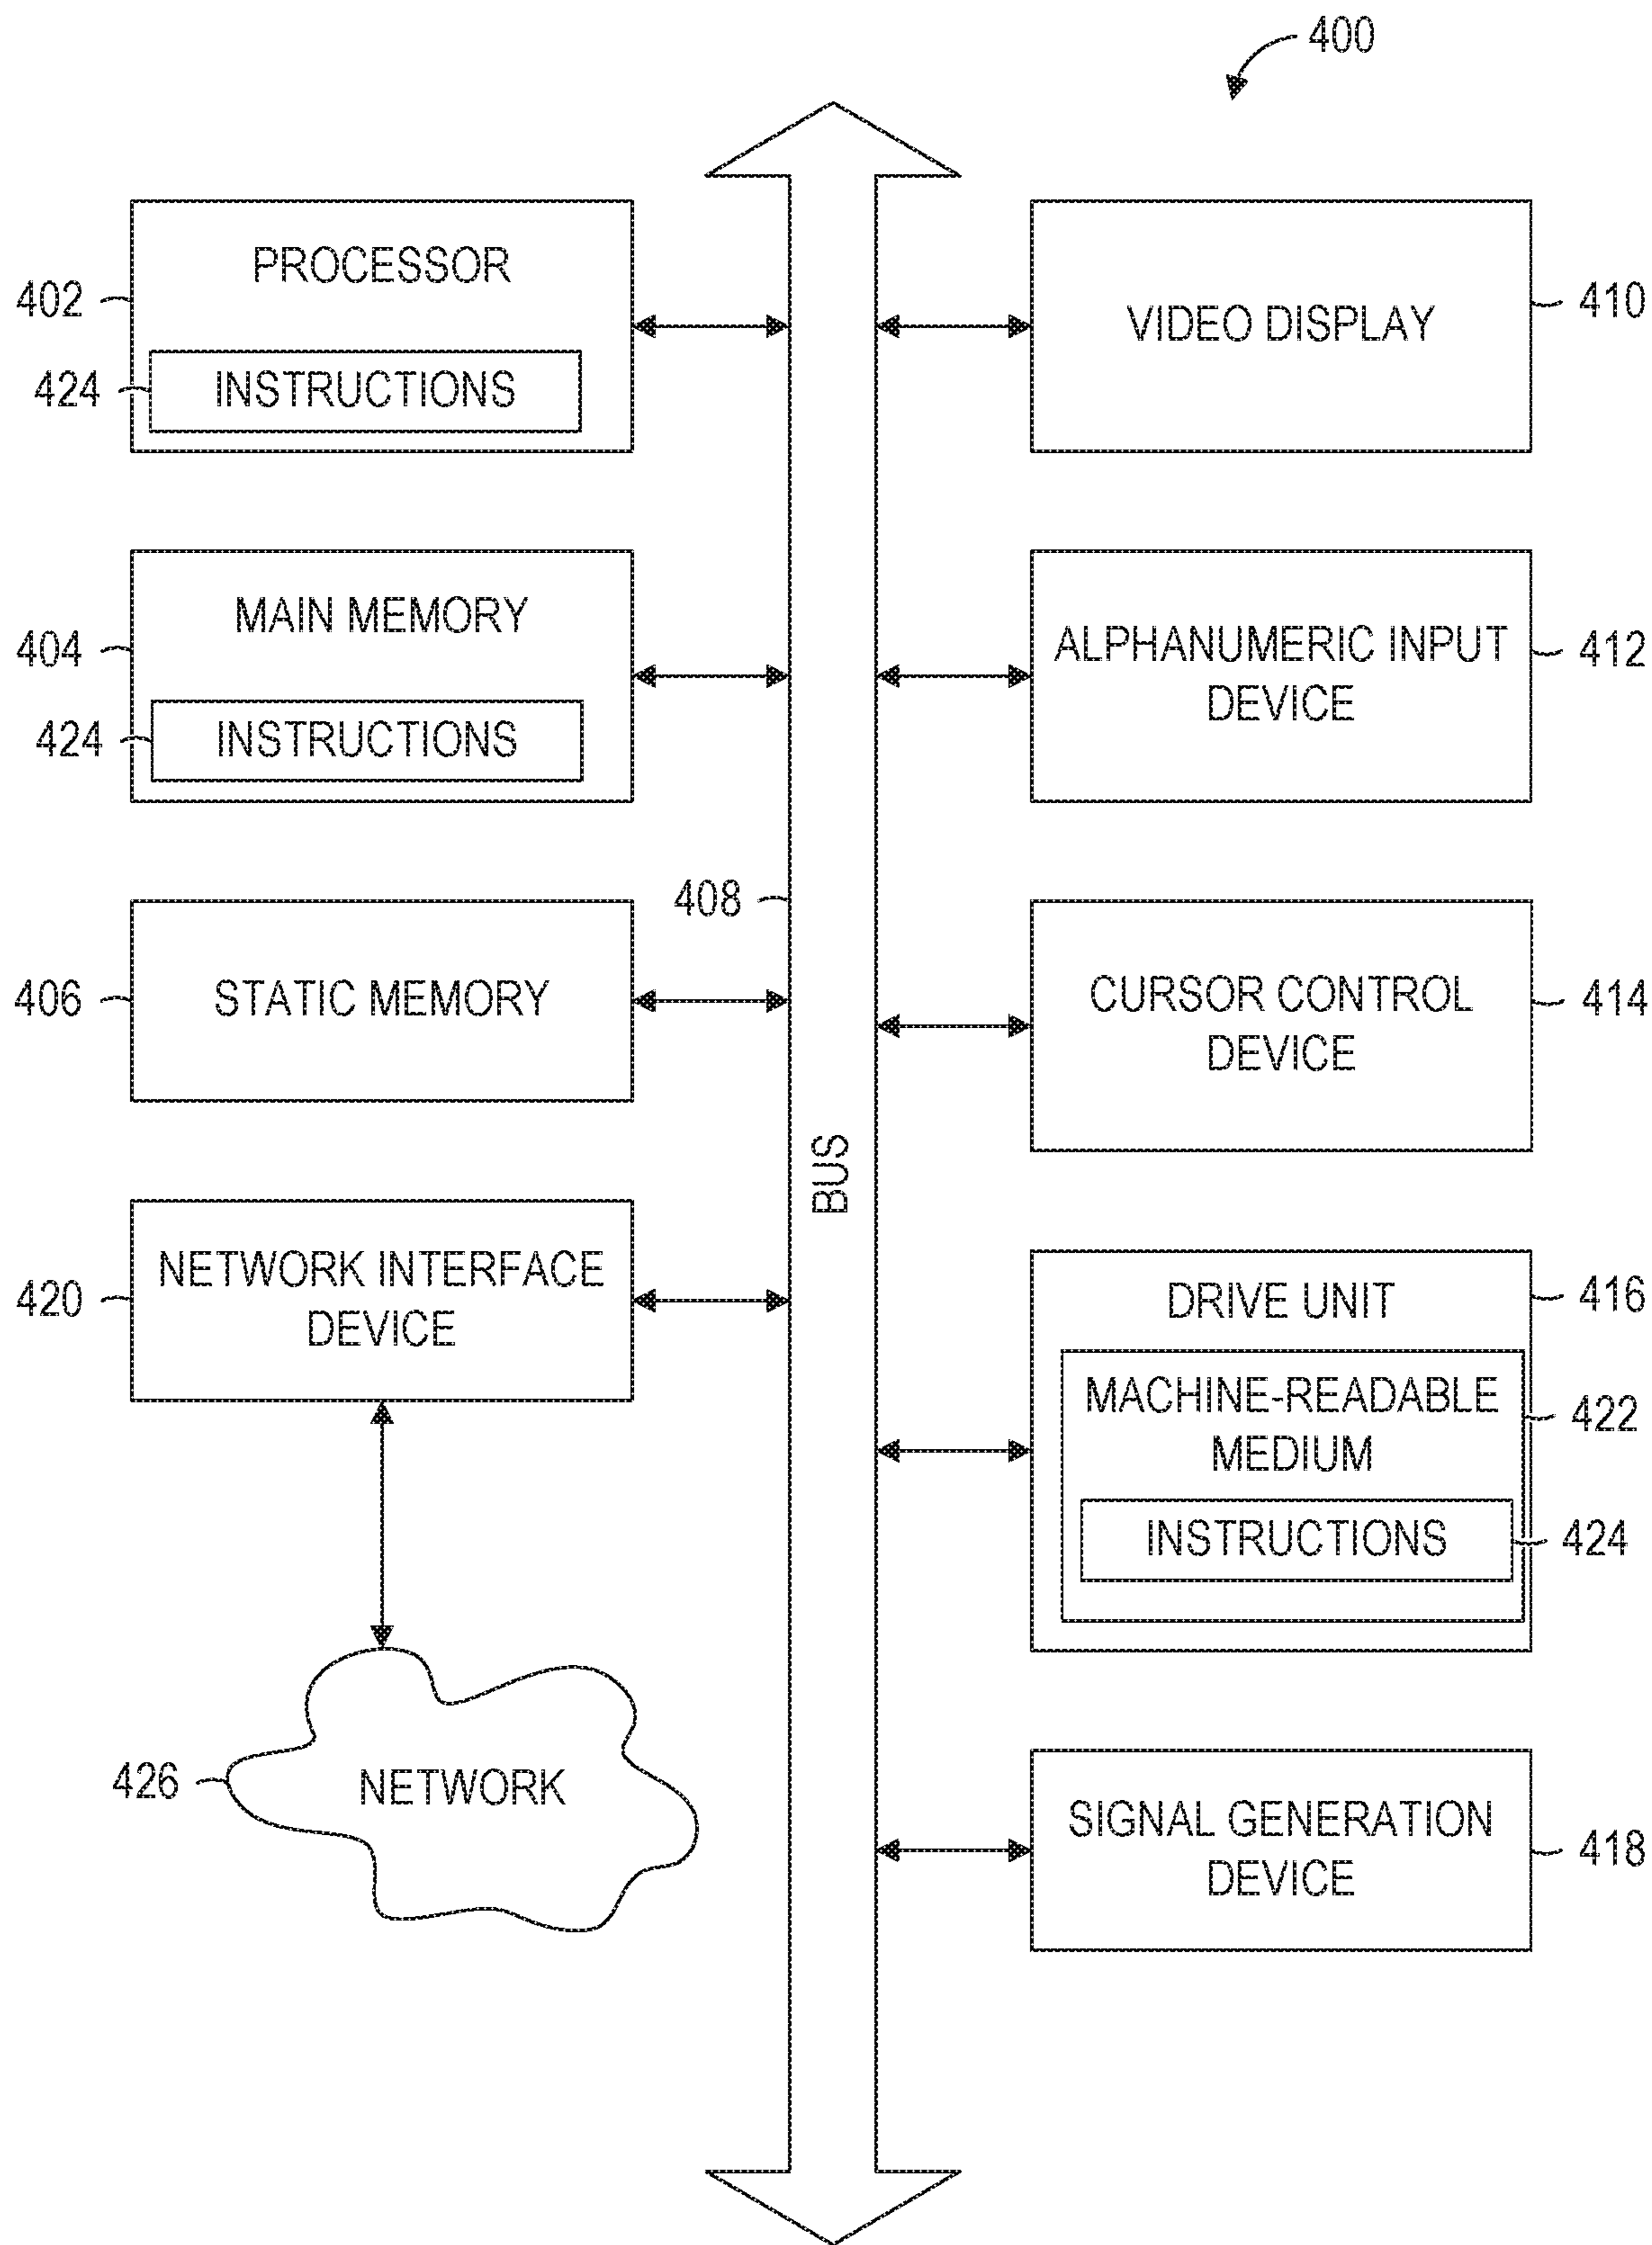 400
PROCESSOR
402
424
INSTRUCTIONS
MAIN MEMORY
404
424
INSTRUCTIONS
408
STATIC MEMORY
406
NETWORK INTERFACE
DEVICE
420
NETWORK
426
BUS
VIDEO DISPLAY
410
ALPHANUMERIC INPUT
DEVICE
412
CURSOR CONTROL
DEVICE
414
DRIVE UNIT
416
MACHINE-READABLE
MEDIUM
422
INSTRUCTIONS
424
SIGNAL GENERATION
DEVICE
418